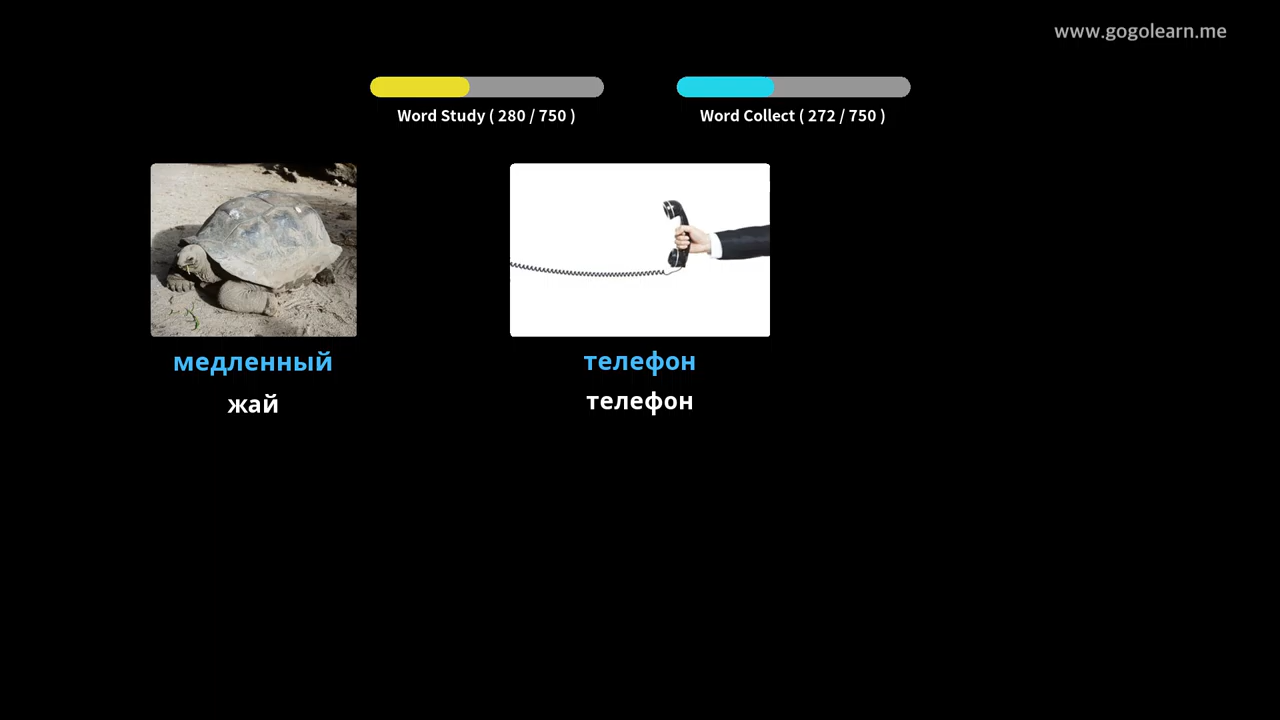 www.gogolearn.me
Word Study ( 280 / 750 )
Word Collect ( 272 / 750 )
медленный
жай
телефон
телефон